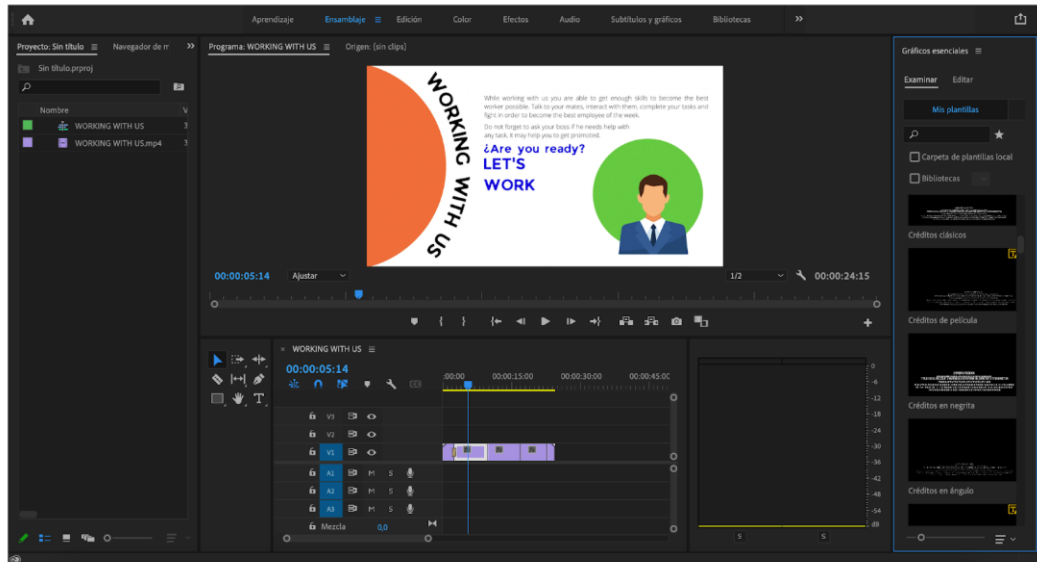 Aprendizaje Ensamblaje Edición Color Efectos Audio Subtítulos y gráficos Bibliotecas >>
Proyecto: Sin título Navegador de m >>
Sin título.prproj
Nombre V
WORKING WITH US 3
WORKING WITH US.mp4 3
Programa: WORKING WITH US Origen: (sin clips)
WORKING WITH US
While working with us you are able to get enough skills to become the best
worker possible. Talk to your mates, interact with them, complete your tasks and
fight in order to become the best employee of the week.
Do not forget to ask your boss if he needs help with
any task, it may help you to get promoted.
¿Are you ready?
LET'S
WORK
00:00:05:14 Ajustar 1/2 00:00:24:15
× WORKING WITH US
00:00:05:14
:00:00 00:00:15:00 00:00:30:00 00:00:45:00
V3
V2
V1
A1 M S
A2 M S
A3 M S
Mezcla 0,0
0
-6
-12
-18
-24
-30
-36
-42
-48
-54
dB
S S
Gráficos esenciales
Examinar Editar
Mis plantillas
Carpeta de plantillas local
Bibliotecas
Créditos clásicos
Créditos de película
Créditos en negrita
Créditos en ángulo